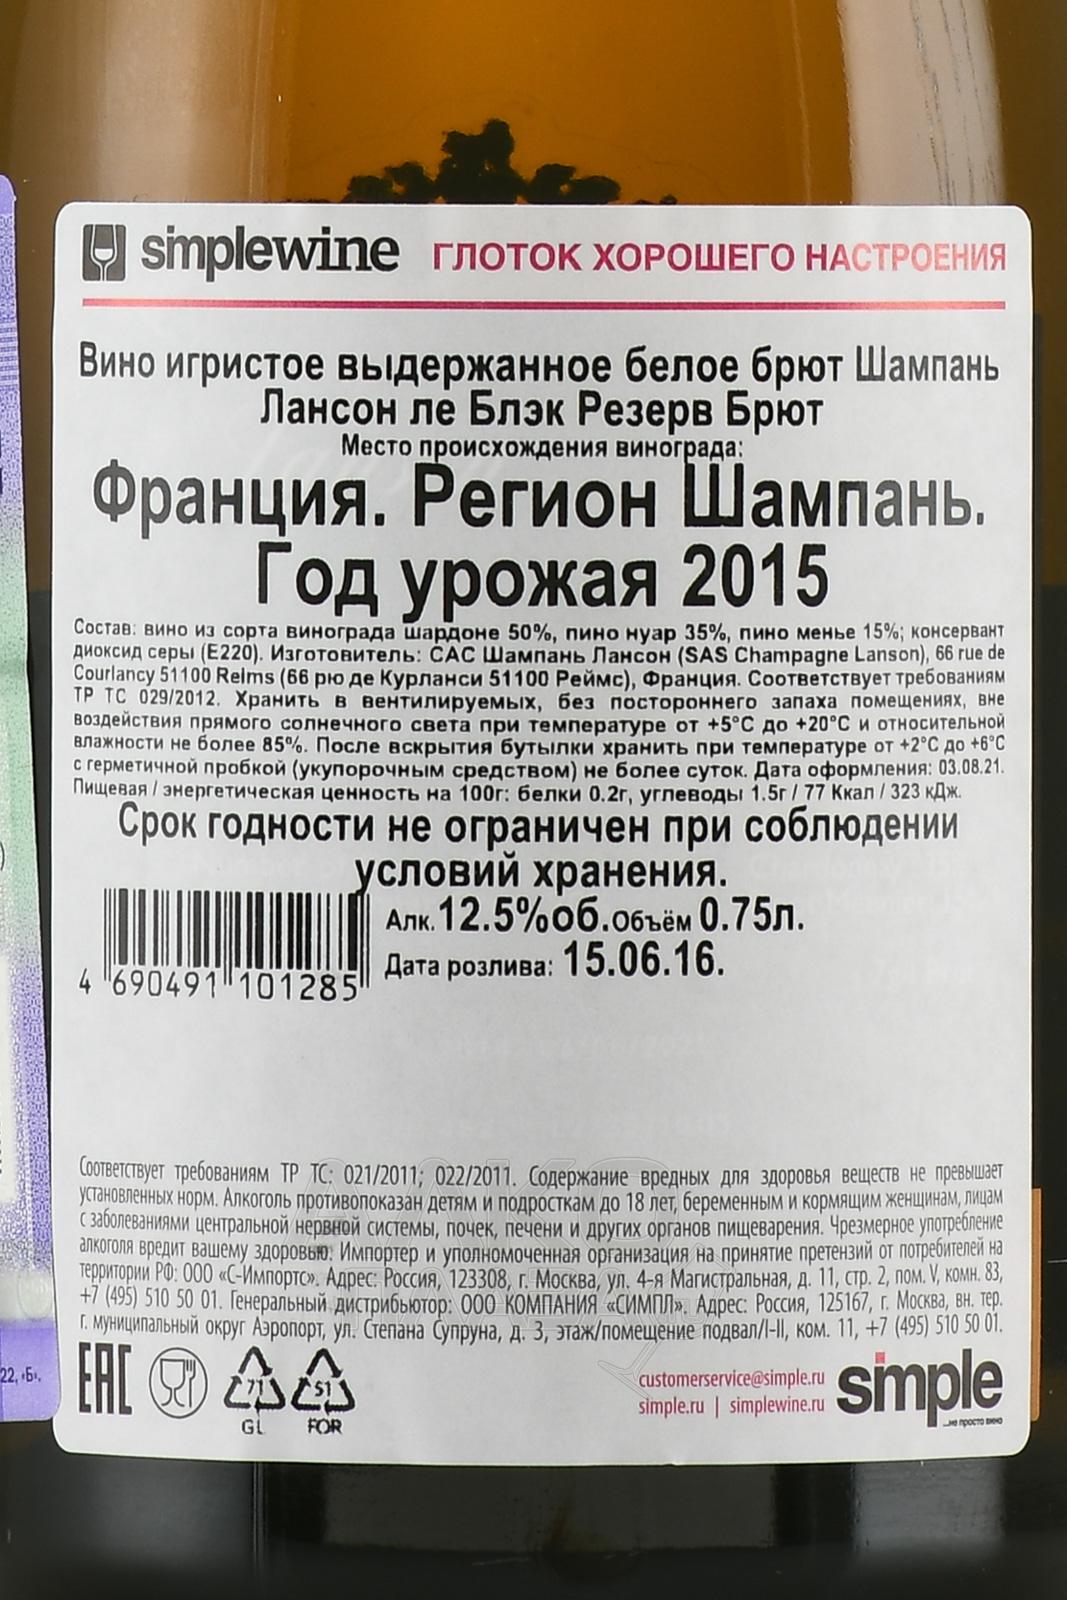 simplewine ГЛОТОК ХОРОШЕГО НАСТРОЕНИЯ
Вино игристое выдержанное белое брют Шампань
Лансон ле Блэк Резерв Брют
Место происхождения винограда:
Франция. Регион Шампань.
Год урожая 2015
Состав: вино из сорта винограда шардоне 50%, пино нуар 35%, пино менье 15%; консервант
диоксид серы (E220). Изготовитель: САС Шампань Лансон (SAS Champagne Lanson), 66 rue de
Courlancy 51100 Relms (66 рю де Курланси 51100 Реймс), Франция. Соответствует требованиям
ТР ТС 029/2012. Хранить в вентилируемых, без постороннего запаха помещениях, вне
воздействия прямого солнечного света при температуре от +5°C до +20°C и относительной
влажности не более 85%. После вскрытия бутылки хранить при температуре от +2°C до +6°C
с герметичной пробкой (укупорочным средством) не более суток. Дата оформления: 03.08.21.
Пищевая / энергетическая ценность на 100г: белки 0.2г, углеводы 1.5г / 77 Ккал / 323 кДж.
Срок годности не ограничен при соблюдении
условий хранения.
Алк. 12.5%об. Объём 0.75л.
Дата розлива: 15.06.16.
4 690491 101285
Соответствует требованиям ТР ТС: 021/2011; 022/2011. Содержание вредных для здоровья веществ не превышает
установленных норм. Алкоголь противопоказан детям и подросткам до 18 лет, беременным и кормящим женщинам, лицам
с заболеваниями центральной нервной системы, почек, печени и других органов пищеварения. Чрезмерное употребление
алкоголя вредит вашему здоровью. Импортер и уполномоченная организация на принятие претензий от потребителей на
территории РФ: ООО «С-Импортс». Адрес: Россия, 123308, г. Москва, ул. 4-я Магистральная, д. 11, стр. 2, пом. V, комн. 83,
+7 (495) 510 50 01. Генеральный дистрибьютор: ООО КОМПАНИЯ «СИМПЛ». Адрес: Россия, 125167, г. Москва, вн. тер.
г. муниципальный округ Аэропорт, ул. Степана Супруна, д. 3, этаж/помещение подвал/I-II, ком. 11, +7 (495) 510 50 01.
22, «Б».
EAC 71 51
GL FOR
customerservice@simple.ru
simple.ru | simplewine.ru
simple
...не просто вино